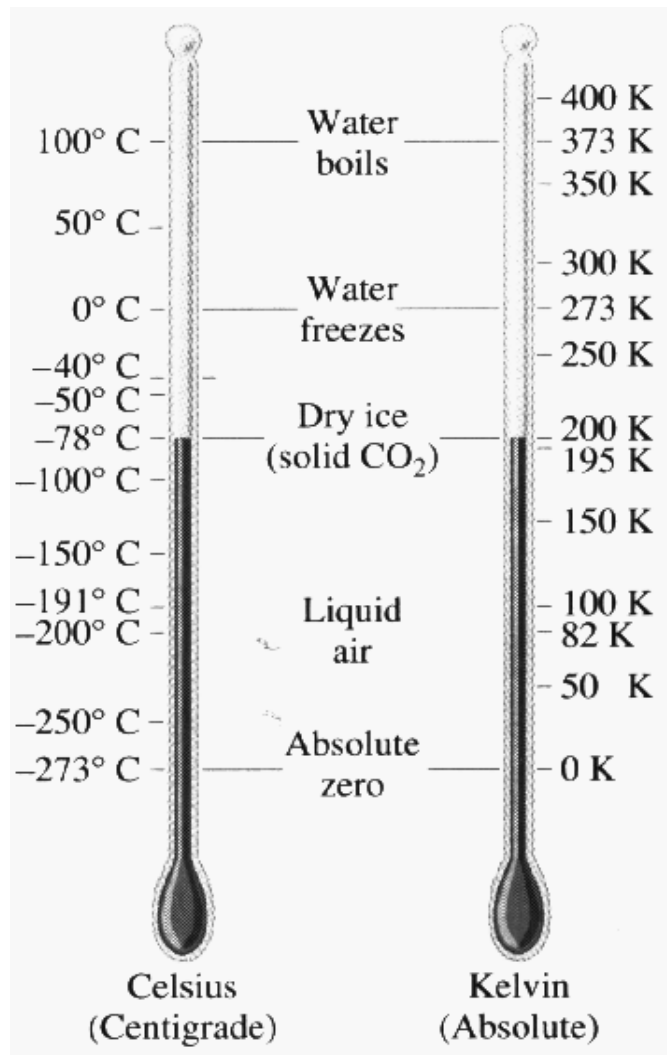 100° C
50° C
0° C
–40° C
–50° C
–78° C
–100° C
–150° C
–191° C
–200° C
–250° C
–273° C
Water
boils
Water
freezes
Dry ice
(solid CO₂)
Liquid
air
Absolute
zero
400 K
373 K
350 K
300 K
273 K
250 K
200 K
195 K
150 K
100 K
82 K
50 K
0 K
Celsius
(Centigrade)
Kelvin
(Absolute)